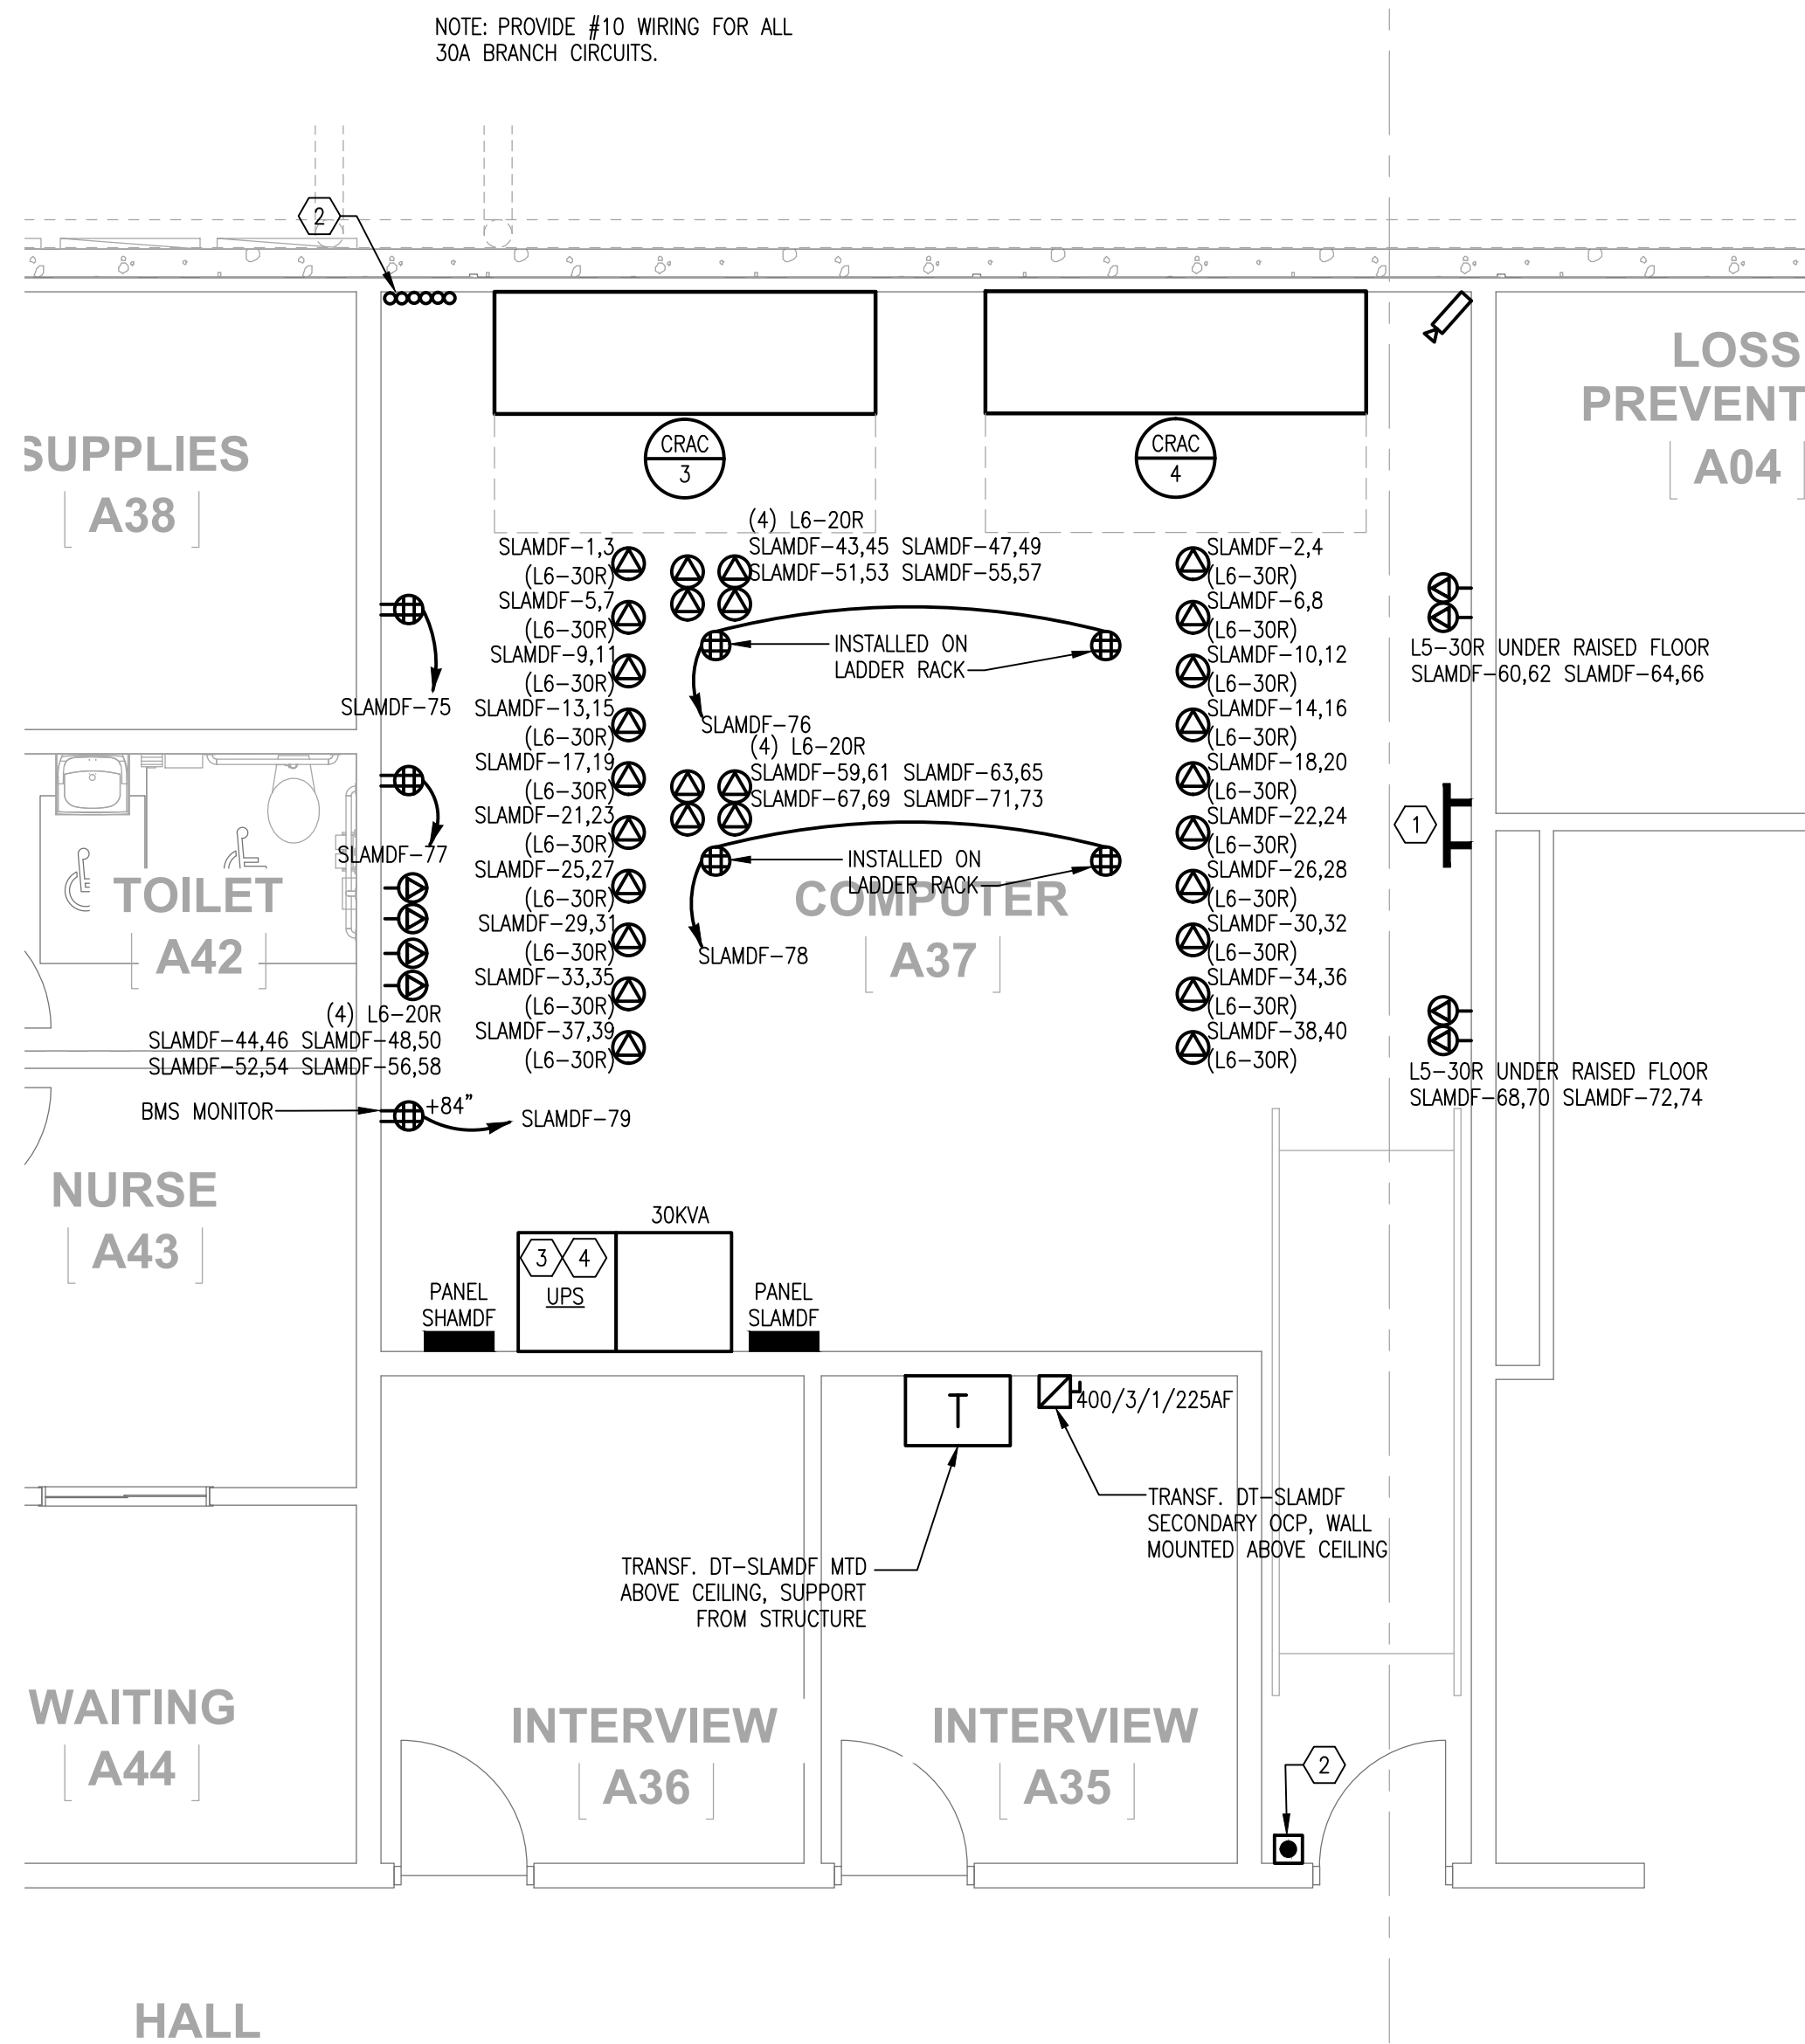 NOTE: PROVIDE #10 WIRING FOR ALL
30A BRANCH CIRCUITS.
2
LOSS
PREVENT
A04
SUPPLIES
A38
CRAC
3
CRAC
4
(4) L6-20R
SLAMDF-43,45 SLAMDF-47,49
SLAMDF-51,53 SLAMDF-55,57
SLAMDF-1,3
(L6-30R)
SLAMDF-5,7
(L6-30R)
SLAMDF-9,11
(L6-30R)
SLAMDF-13,15
(L6-30R)
SLAMDF-17,19
(L6-30R)
SLAMDF-21,23
(L6-30R)
SLAMDF-25,27
(L6-30R)
SLAMDF-29,31
(L6-30R)
SLAMDF-33,35
(L6-30R)
SLAMDF-37,39
(L6-30R)
SLAMDF-2,4
(L6-30R)
SLAMDF-6,8
(L6-30R)
SLAMDF-10,12
(L6-30R)
SLAMDF-14,16
(L6-30R)
SLAMDF-18,20
(L6-30R)
SLAMDF-22,24
(L6-30R)
SLAMDF-26,28
(L6-30R)
SLAMDF-30,32
(L6-30R)
SLAMDF-34,36
(L6-30R)
SLAMDF-38,40
(L6-30R)
INSTALLED ON
LADDER RACK
SLAMDF-75
SLAMDF-76
(4) L6-20R
SLAMDF-59,61 SLAMDF-63,65
SLAMDF-67,69 SLAMDF-71,73
L5-30R UNDER RAISED FLOOR
SLAMDF-60,62 SLAMDF-64,66
1
SLAMDF-77
INSTALLED ON
LADDER RACK
COMPUTER
A37
SLAMDF-78
TOILET
A42
(4) L6-20R
SLAMDF-44,46 SLAMDF-48,50
SLAMDF-52,54 SLAMDF-56,58
L5-30R UNDER RAISED FLOOR
SLAMDF-68,70 SLAMDF-72,74
BMS MONITOR
+84"
SLAMDF-79
NURSE
A43
30KVA
3
4
UPS
PANEL
SHAMDF
PANEL
SLAMDF
T
400/3/1/225AF
TRANSF. DT-SLAMDF
SECONDARY OCP, WALL
MOUNTED ABOVE CEILING
TRANSF. DT-SLAMDF MTD
ABOVE CEILING, SUPPORT
FROM STRUCTURE
WAITING
A44
INTERVIEW
A36
INTERVIEW
A35
2
HALL